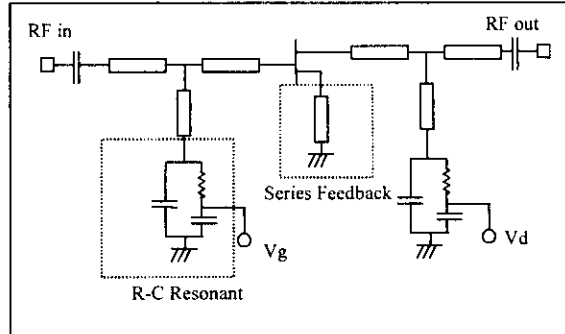 RF in
RF out
Series Feedback
Vg
Vd
R-C Resonant